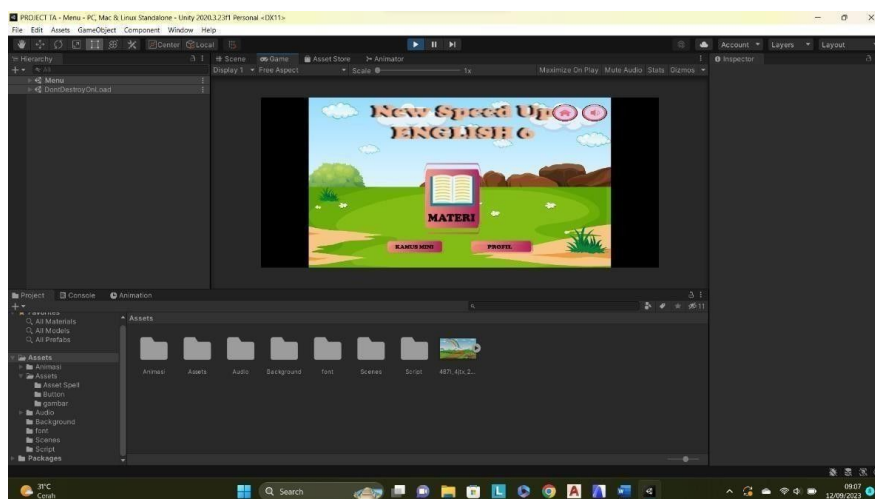 PROJECT TA - Menu - PC, Mac & Linux Standalone - Unity 2020.3.23f1 Personal <DX11>
File Edit Assets GameObject Component Window Help
Center Local
Account Layers Layout
Hierarchy
Scene Game Asset Store Animator
Inspector
All
Display 1 Free Aspect Scale 1x Maximize On Play Mute Audio Stats Gizmos
Menu
DontDestroyOnLoad
New Speed Up
ENGLISH 6
MATERI
KAMUS MINI PROFIL
Project Console Animation
11
Favorites
All Materials
All Models
All Prefabs
Assets
Animasi
Assets
Asset Spell
Button
gambar
Audio
Background
font
Scenes
Script
Packages
Assets
Animasi Assets Audio Background font Scenes Script
31°C
Cerah
Search
09:07
12/09/2023